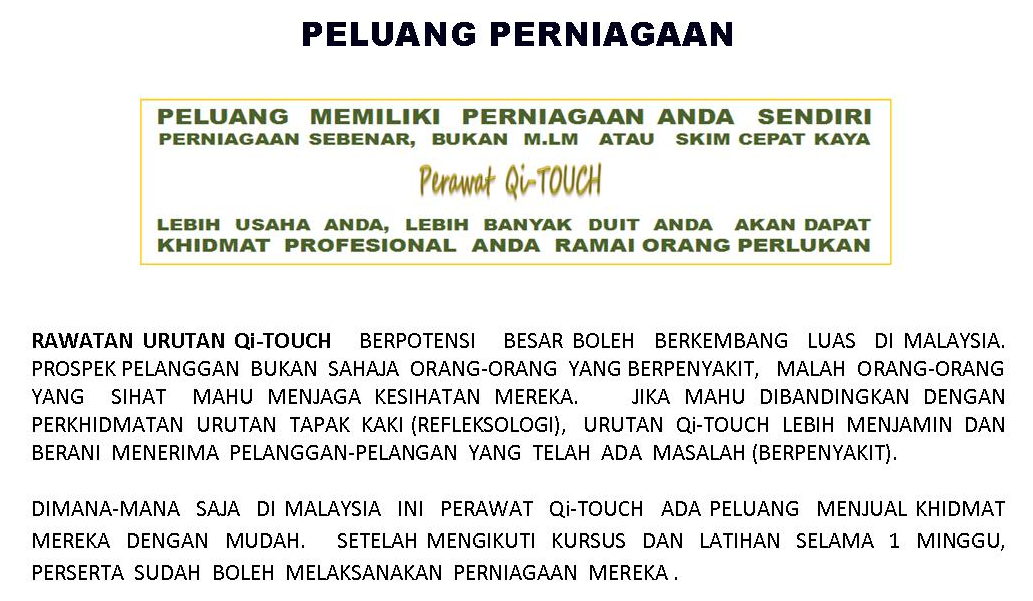 PELUANG PERNIAGAAN
PELUANG MEMILIKI PERNIAGAAN ANDA SENDIRI
PERNIAGAAN SEBENAR, BUKAN M.LM ATAU SKIM CEPAT KAYA
Perawat Qi-TOUCH
LEBIH USAHA ANDA, LEBIH BANYAK DUIT ANDA AKAN DAPAT
KHIDMAT PROFESIONAL ANDA RAMAI ORANG PERLUKAN
RAWATAN URUTAN Qi-TOUCH BERPOTENSI BESAR BOLEH BERKEMBANG LUAS DI MALAYSIA.
PROSPEK PELANGGAN BUKAN SAHAJA ORANG-ORANG YANG BERPENYAKIT, MALAH ORANG-ORANG
YANG SIHAT MAHU MENJAGA KESIHATAN MEREKA. JIKA MAHU DIBANDINGKAN DENGAN
PERKHIDMATAN URUTAN TAPAK KAKI (REFLEKSOLOGI), URUTAN Qi-TOUCH LEBIH MENJAMIN DAN
BERANI MENERIMA PELANGGAN-PELANGAN YANG TELAH ADA MASALAH (BERPENYAKIT).
DIMANA-MANA SAJA DI MALAYSIA INI PERAWAT Qi-TOUCH ADA PELUANG MENJUAL KHIDMAT
MEREKA DENGAN MUDAH. SETELAH MENGIKUTI KURSUS DAN LATIHAN SELAMA 1 MINGGU,
PERSERTA SUDAH BOLEH MELAKSANAKAN PERNIAGAAN MEREKA .